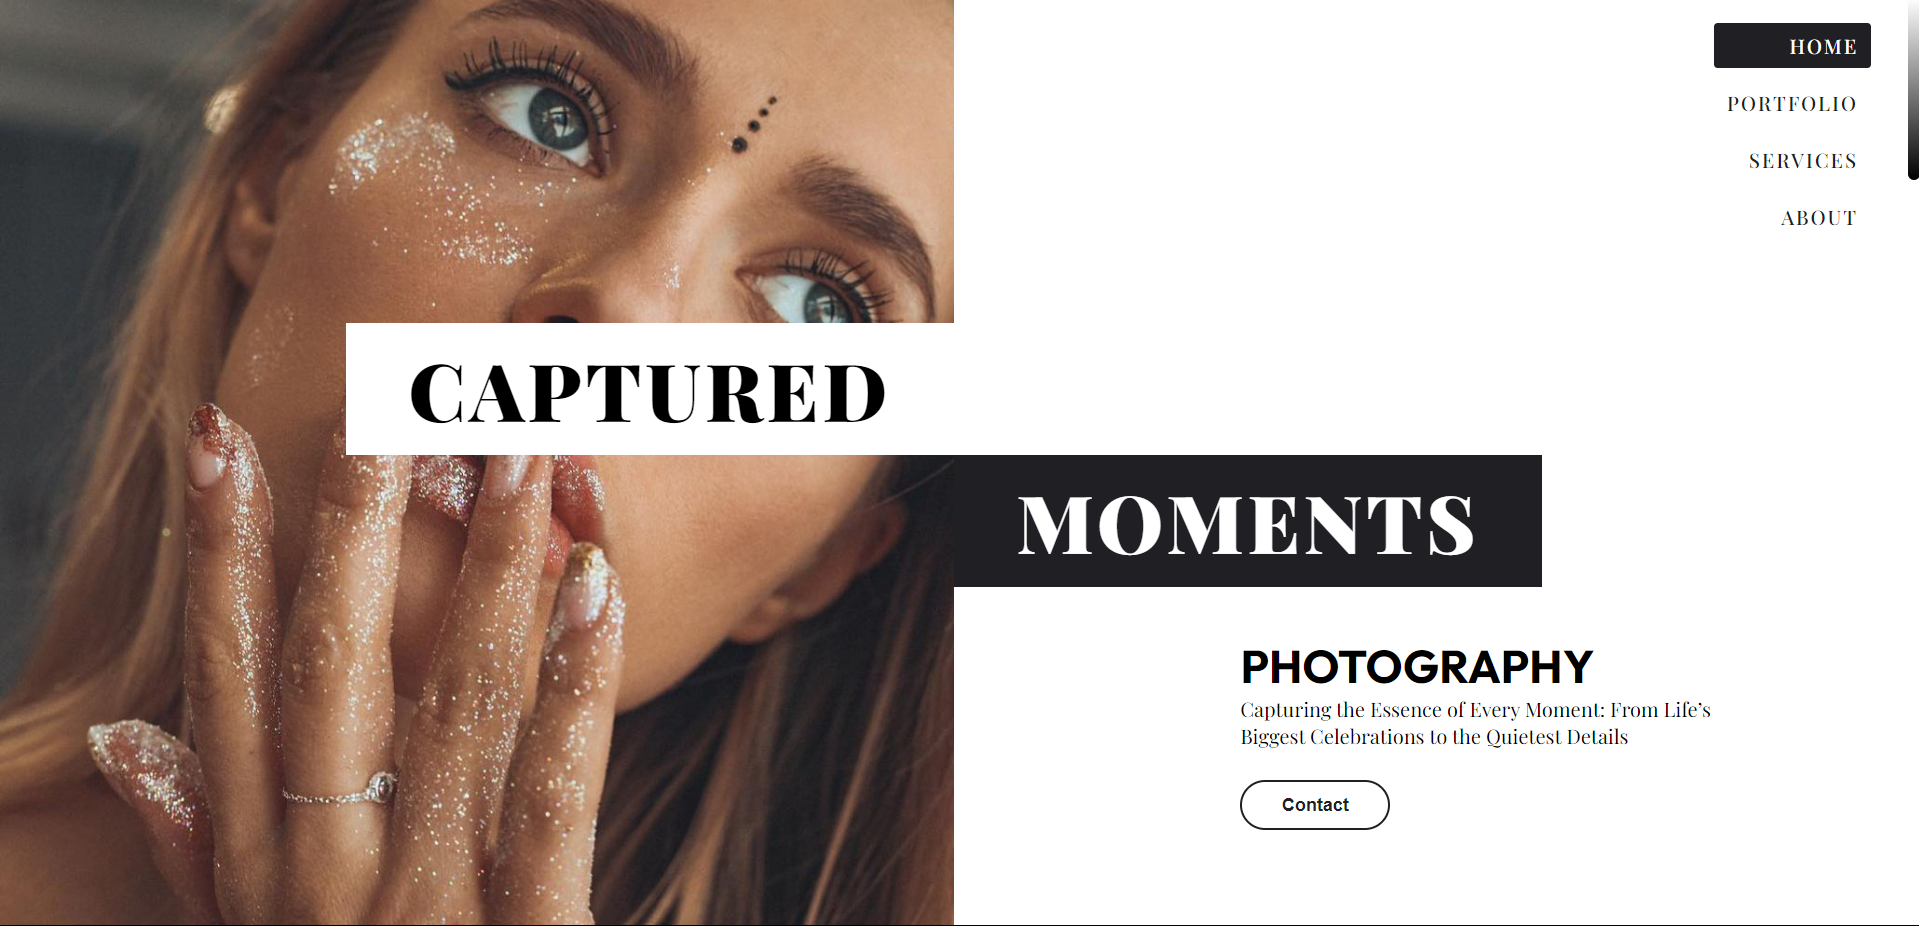 HOME
PORTFOLIO
SERVICES
ABOUT
CAPTURED
MOMENTS
PHOTOGRAPHY
Capturing the Essence of Every Moment: From Life’s
Biggest Celebrations to the Quietest Details
Contact